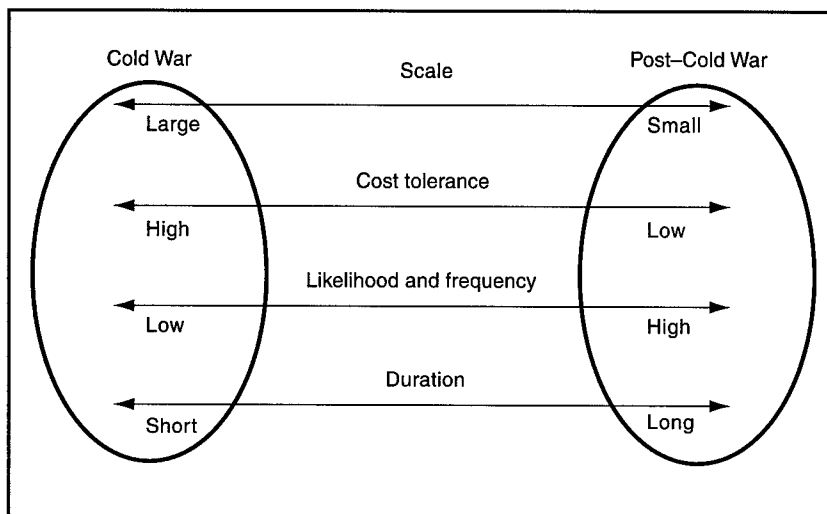 Cold War
Scale
Post–Cold War
Large
Small
Cost tolerance
High
Low
Likelihood and frequency
Low
High
Duration
Short
Long